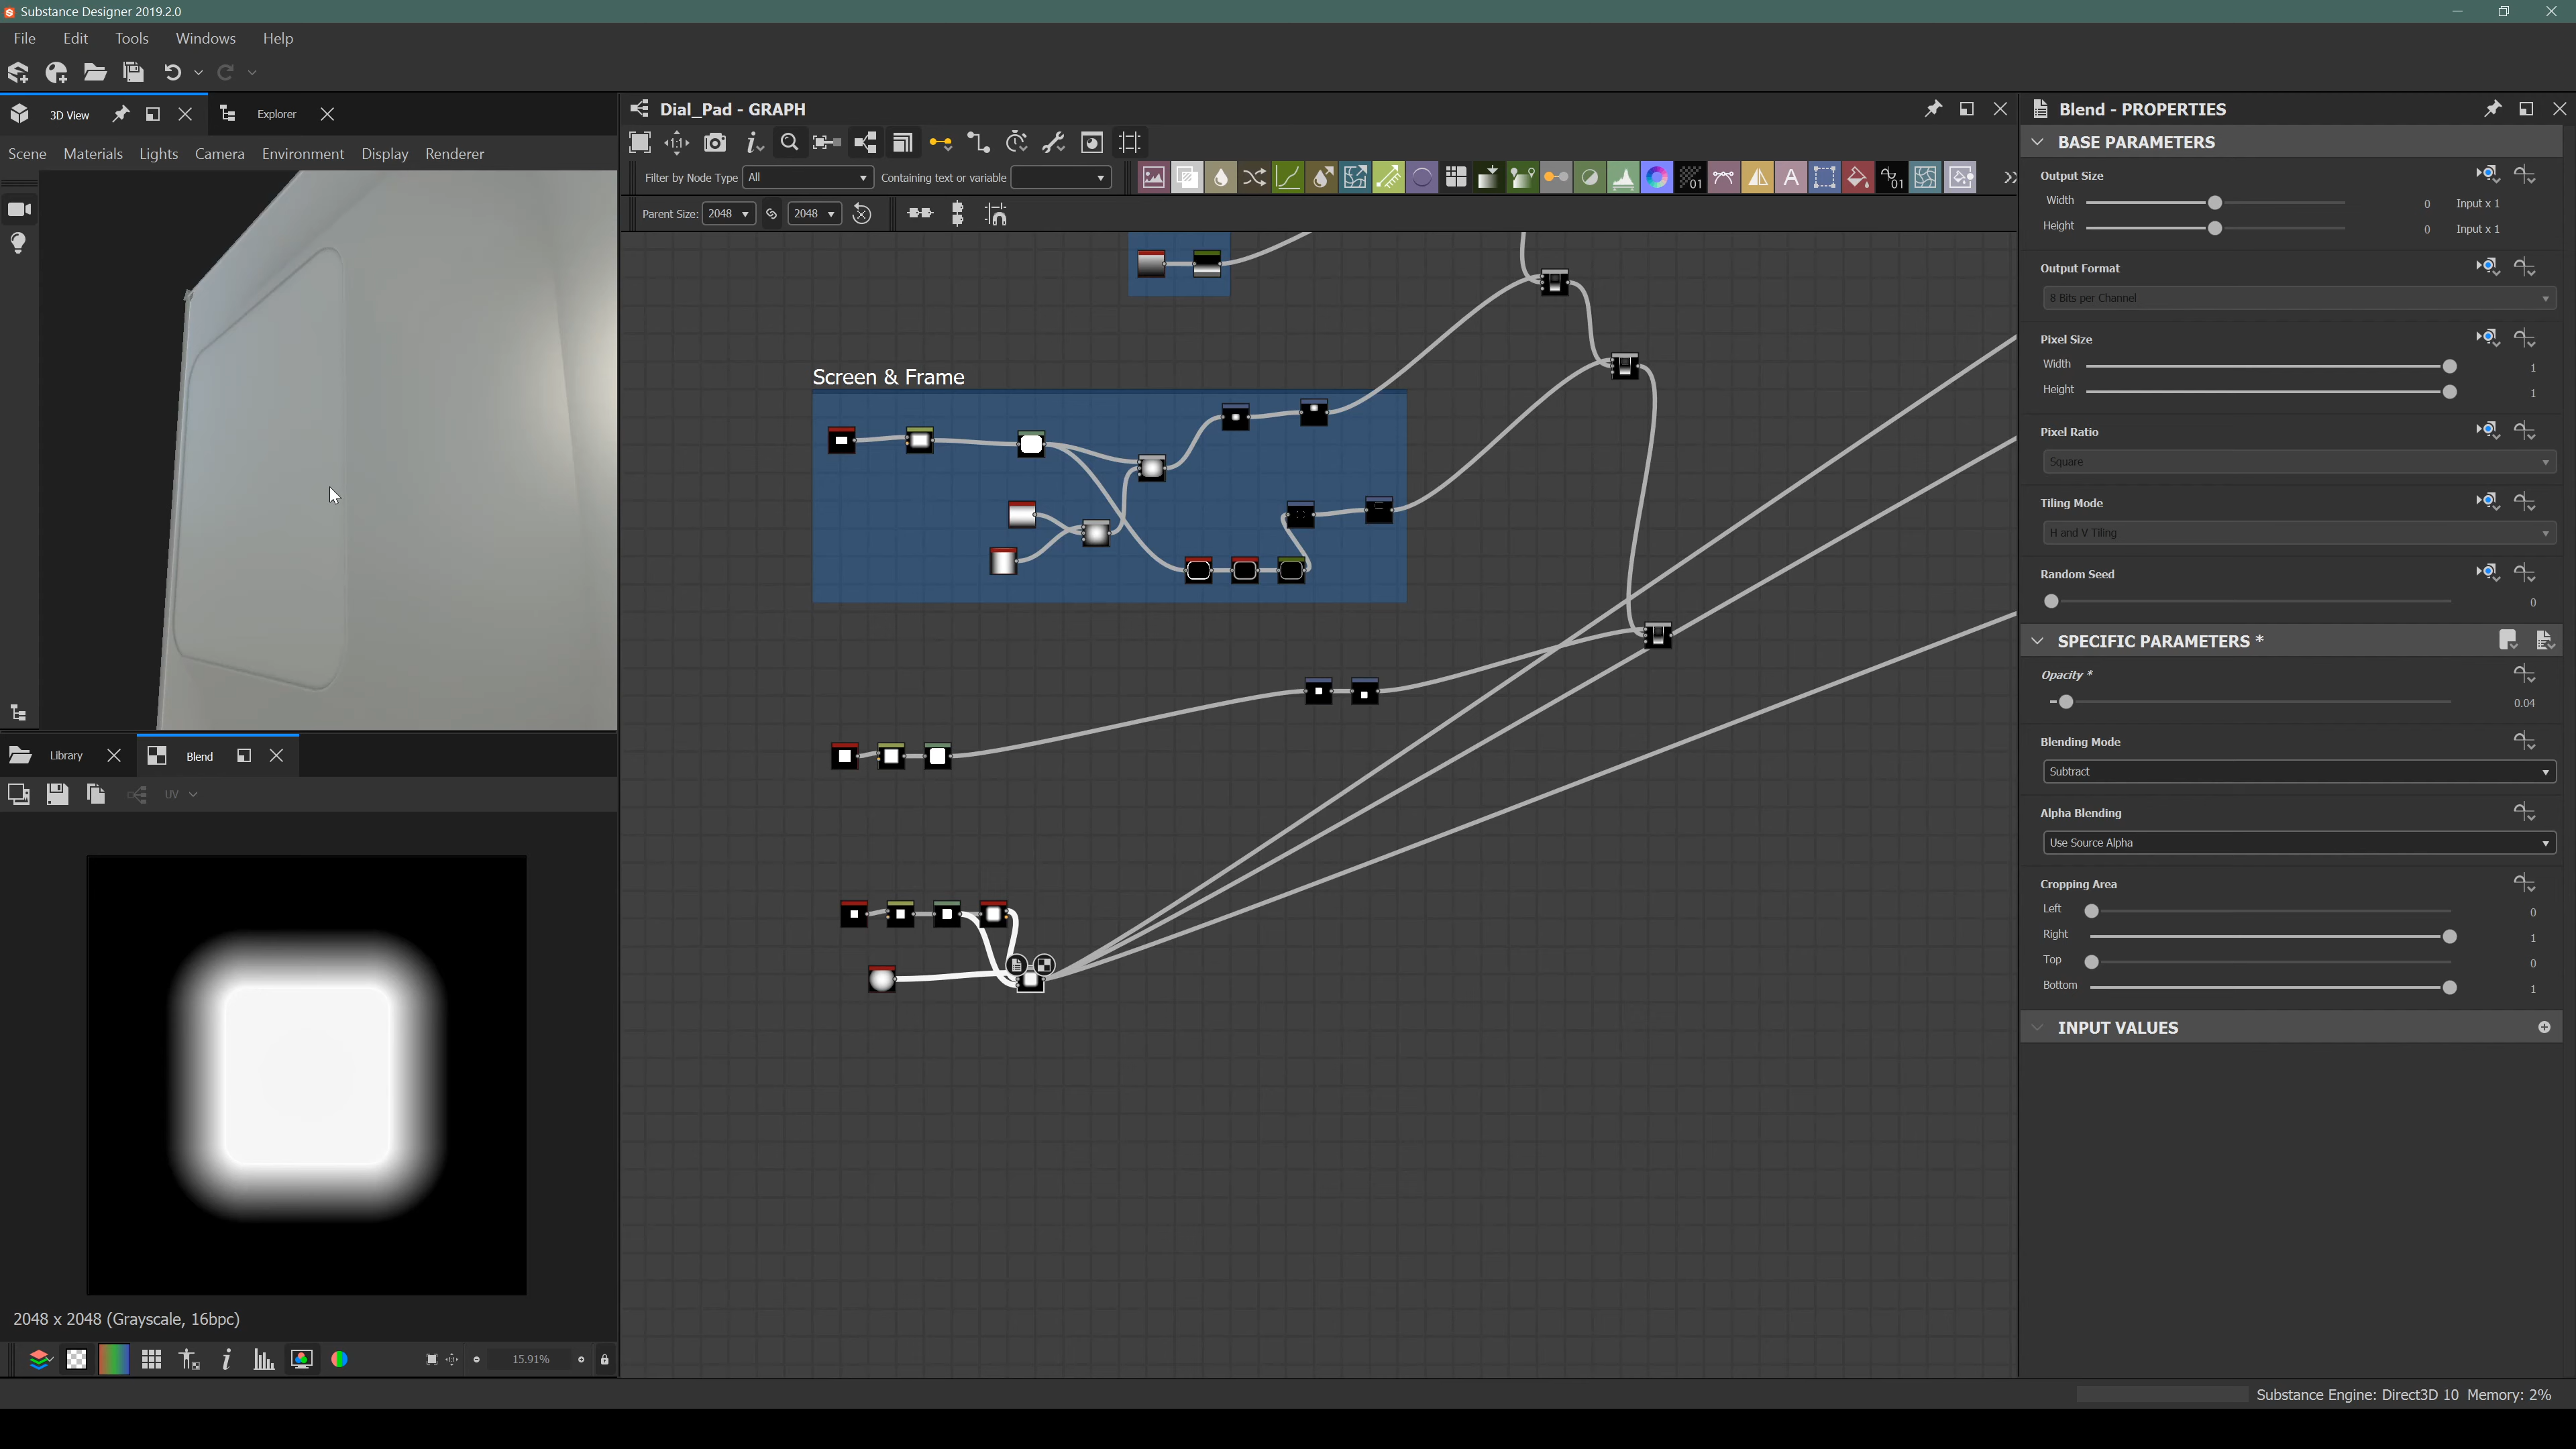 Substance Designer 2019.2.0
File Edit Tools Windows Help
3D View Explorer
Scene Materials Lights Camera Environment Display Renderer
Dial_Pad - GRAPH
1:1
Filter by Node Type All Containing text or variable
01 A 01
Parent Size: 2048 2048
Screen & Frame
Library Blend
UV
2048 x 2048 (Grayscale, 16bpc)
15.91%
Blend - PROPERTIES
BASE PARAMETERS
Output Size
Width 0 Input x 1
Height 0 Input x 1
Output Format
8 Bits per Channel
Pixel Size
Width 1
Height 1
Pixel Ratio
Square
Tiling Mode
H and V Tiling
Random Seed
0
SPECIFIC PARAMETERS *
Opacity *
0.04
Blending Mode
Subtract
Alpha Blending
Use Source Alpha
Cropping Area
Left 0
Right 1
Top 0
Bottom 1
INPUT VALUES
Substance Engine: Direct3D 10 Memory: 2%